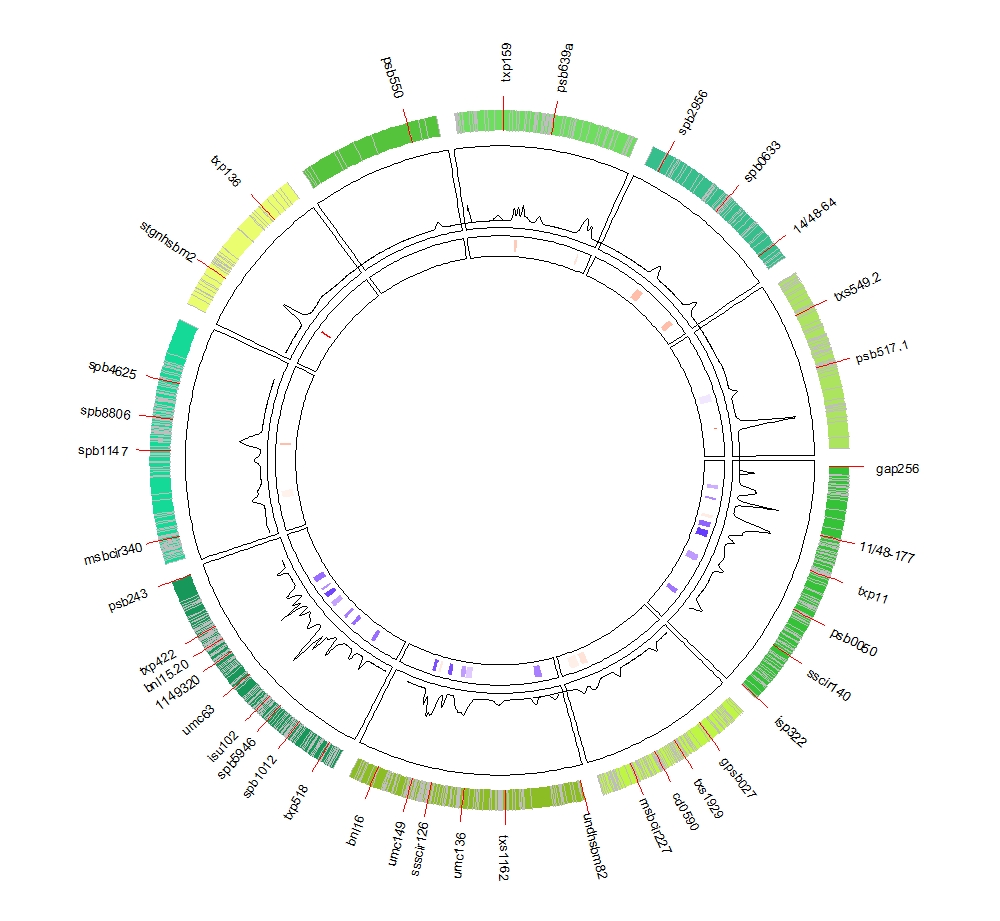 txp159
psb639a
spb2956
spb0633
14/48-64
txs549.2
psb517.1
gap256
11/48-177
txp11
psb0050
sscir140
isp322
gpsb027
txs1929
cd0590
msbcir227
undhsbm82
txs1162
umc136
ssscir126
umc149
bnl16
txp518
spb1012
spb5946
isu102
umc63
1149320
bnl15.20
txp422
psb243
msbcir340
spb1147
spb8806
spb4625
stgnhsbm2
txp136
psb550